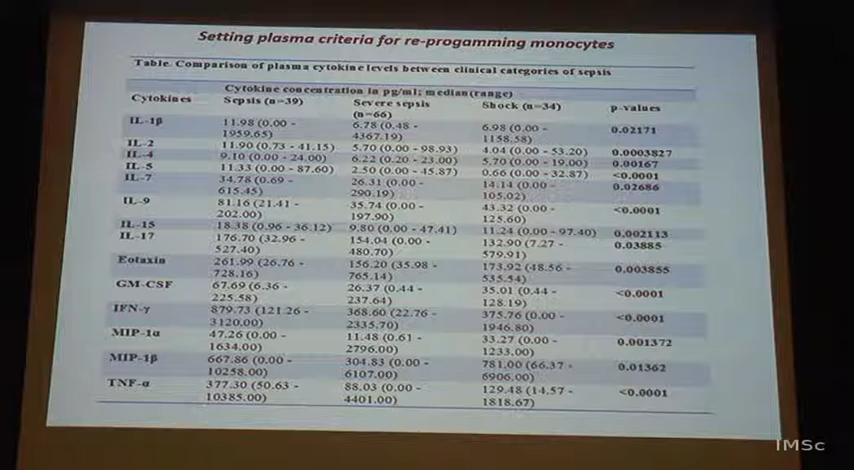 Setting plasma criteria for re-progamming monocytes
Table. Comparison of plasma cytokine levels between clinical categories of sepsis
Cytokine concentration in pg/ml; median(range)
Cytokines Sepsis (n=39) Severe sepsis (n=66) Shock (n=34) p-values
IL-1β 11.98 (0.00 - 1959.65) 6.78 (0.48 - 4367.19) 6.98 (0.00 - 1158.58) 0.02171
IL-2 11.90 (0.73 - 41.15) 5.70 (0.00 - 98.93) 4.04 (0.00 - 53.20) 0.0003827
IL-4 9.10 (0.00 - 24.00) 6.22 (0.20 - 23.00) 5.70 (0.00 - 19.00) 0.00167
IL-5 11.33 (0.00 - 87.60) 2.50 (0.00 - 45.87) 0.66 (0.00 - 32.87) <0.0001
IL-7 34.78 (0.69 - 615.45) 26.31 (0.00 - 290.19) 14.14 (0.00 - 105.02) 0.02686
IL-9 81.16 (21.41 - 202.00) 35.74 (0.00 - 197.90) 43.32 (0.00 - 125.60) <0.0001
IL-15 18.38 (0.96 - 36.12) 9.80 (0.00 - 47.41) 11.24 (0.00 - 97.40) 0.002113
IL-17 176.70 (32.96 - 527.40) 154.04 (0.00 - 480.70) 132.90 (7.27 - 579.91) 0.03885
Eotaxin 261.99 (26.76 - 728.16) 156.20 (35.98 - 765.14) 173.92 (48.56 - 535.54) 0.003855
GM-CSF 67.69 (6.36 - 225.58) 26.37 (0.44 - 237.64) 35.01 (0.44 - 128.19) <0.0001
IFN-γ 879.73 (121.26 - 3120.00) 368.60 (22.76 - 2335.70) 375.76 (0.00 - 1946.80) <0.0001
MIP-1α 47.26 (0.00 - 1634.00) 11.48 (0.61 - 2796.00) 33.27 (0.00 - 1233.00) 0.001372
MIP-1β 667.86 (0.00 - 10258.00) 304.83 (0.00 - 6107.00) 781.00 (66.37 - 6906.00) 0.01362
TNF-α 377.30 (50.63 - 10385.00) 88.03 (0.00 - 4401.00) 129.48 (14.57 - 1818.67) <0.0001
IMSc